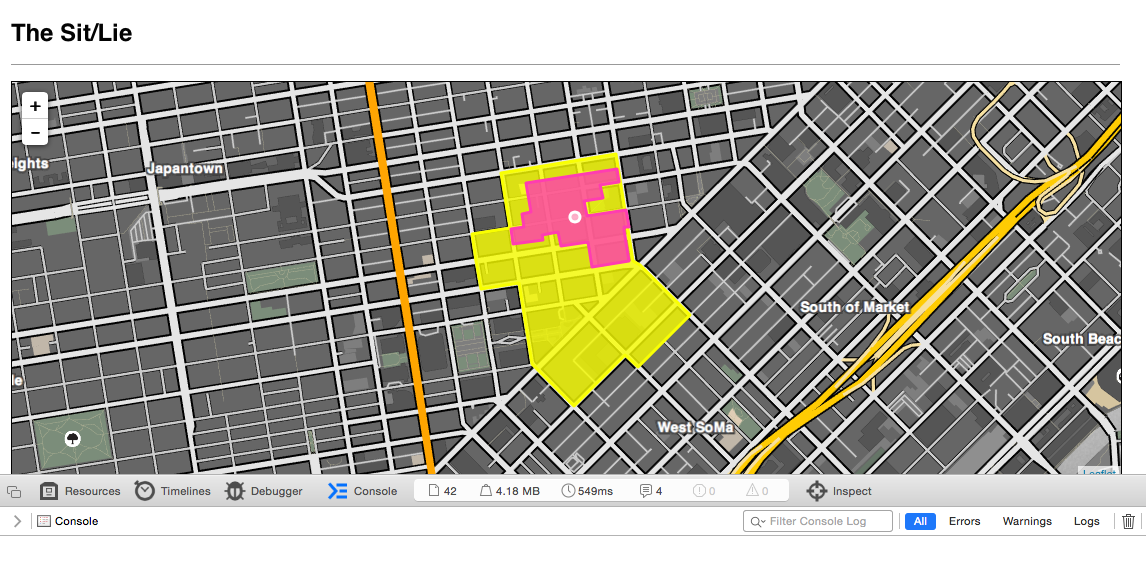 The Sit/Lie
+
-
ights
Japantown
South of Market
South Beac
le
West SoMa
Leaflet
Resources Timelines Debugger Console 42 4.18 MB 549ms 4 0 0 Inspect
Console Filter Console Log All Errors Warnings Logs